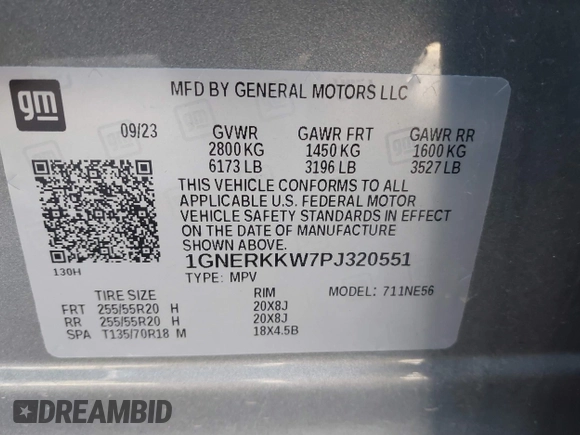 gm
MFD BY GENERAL MOTORS LLC
09/23 GVWR GAWR FRT GAWR RR
2800 KG 1450 KG 1600 KG
6173 LB 3196 LB 3527 LB
THIS VEHICLE CONFORMS TO ALL
APPLICABLE U.S. FEDERAL MOTOR
VEHICLE SAFETY STANDARDS IN EFFECT
ON THE DATE OF MANUFACTURE
SHOWN ABOVE.
130H
1GNERKKW7PJ320551
TYPE: MPV
TIRE SIZE RIM MODEL: 711NE56
FRT 255/55R20 H 20X8J
RR 255/55R20 H 20X8J
SPA T135/70R18 M 18X4.5B
DREAMBID